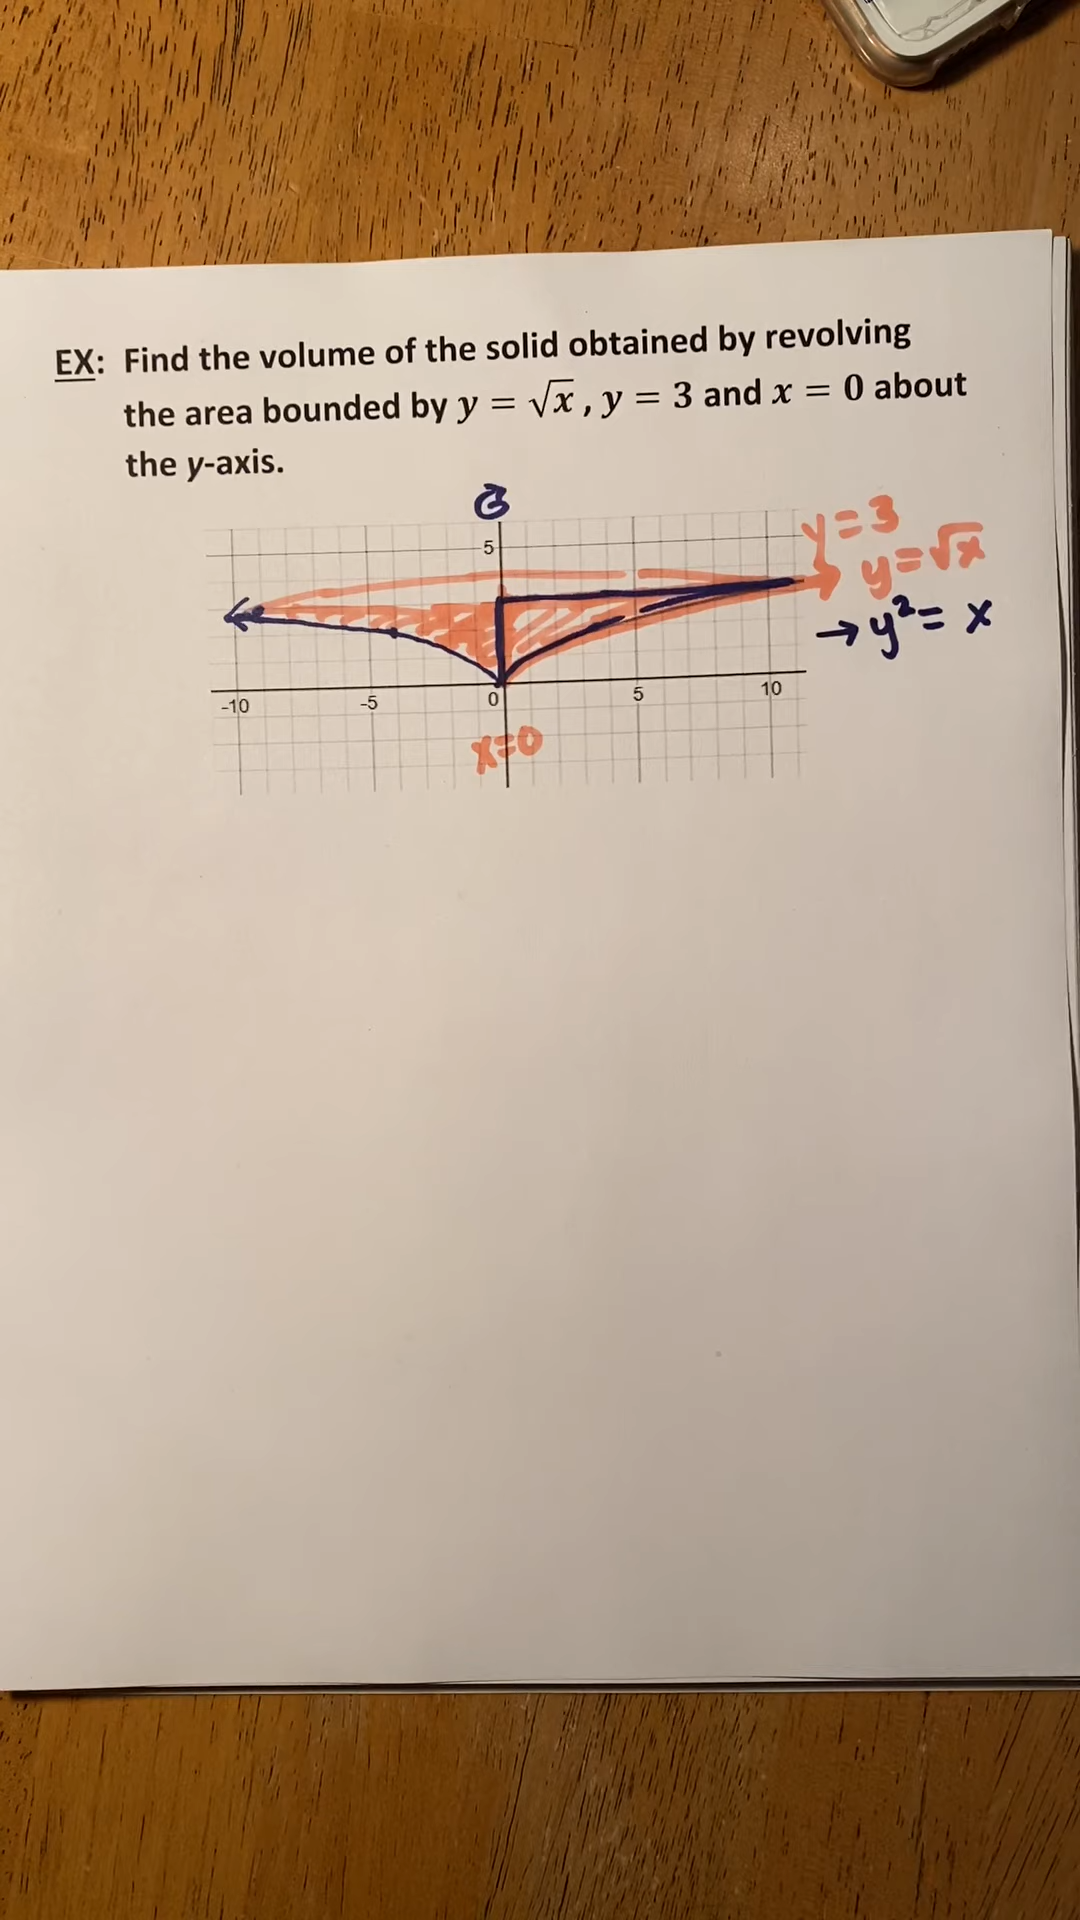 EX: Find the volume of the solid obtained by revolving
the area bounded by y = √x , y = 3 and x = 0 about
the y-axis.
5
y=3
y=√x
→ y²= x
-10 -5 0 5 10
x=0